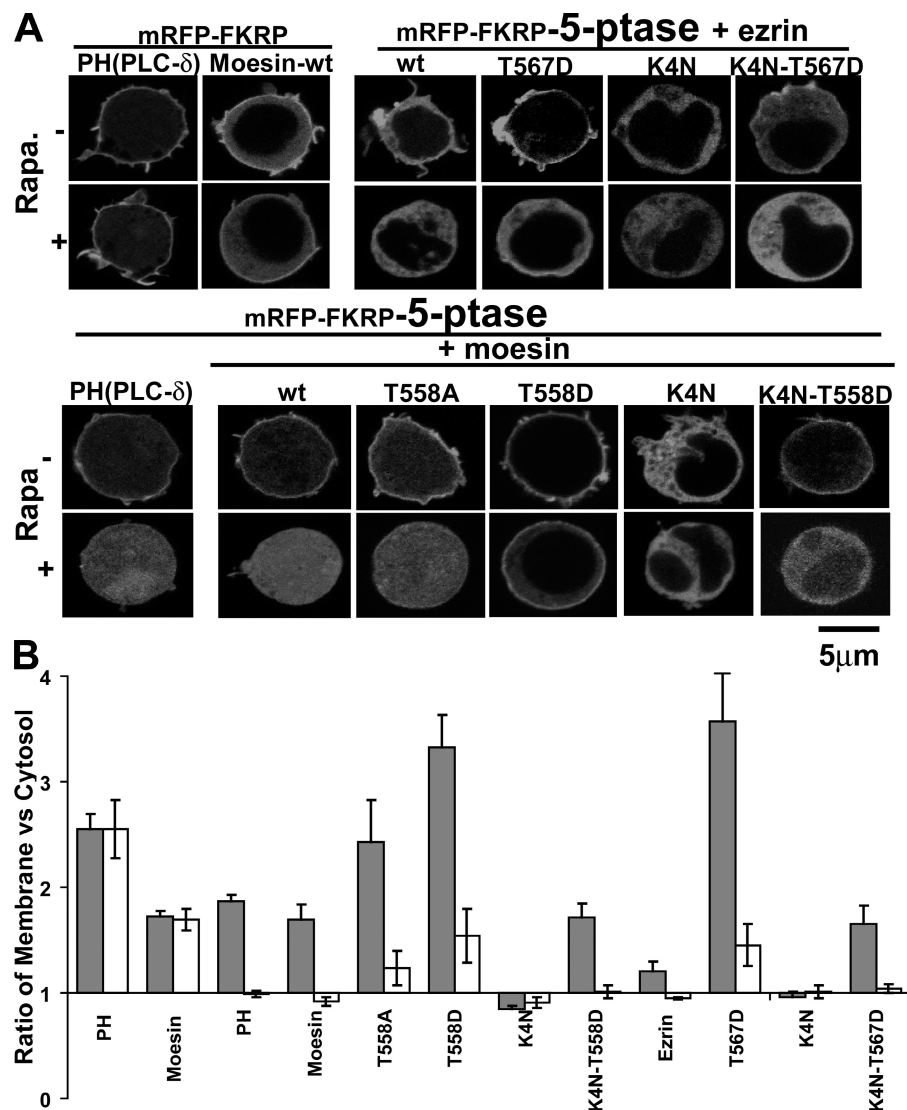 A
mRFP-FKRP
mRFP-FKRP-5-ptase + ezrin
PH(PLC-δ) Moesin-wt wt T567D K4N K4N-T567D
Rapa. - +
mRFP-FKRP-5-ptase
+ moesin
PH(PLC-δ) wt T558A T558D K4N K4N-T558D
Rapa - +
5μm
B
Ratio of Membrane vs Cytosol
4
3
2
1
0
PH
Moesin
PH
Moesin
T558A
T558D
K4N
K4N-T558D
Ezrin
T567D
K4N
K4N-T567D